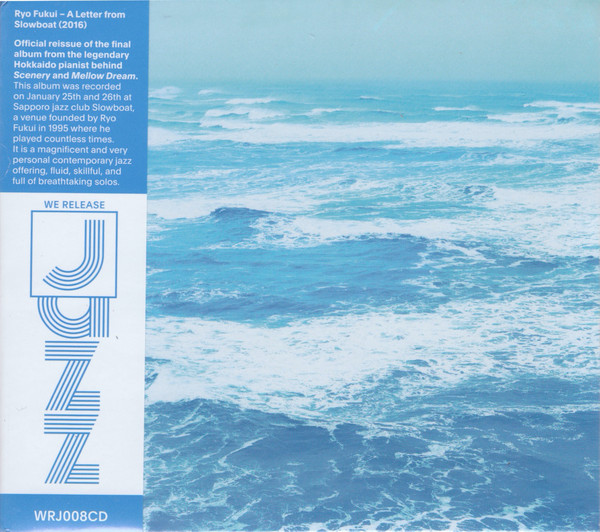 Ryo Fukui – A Letter from
Slowboat (2016)
Official reissue of the final
album from the legendary
Hokkaido pianist behind
Scenery and Mellow Dream.
This album was recorded
on January 25th and 26th at
Sapporo jazz club Slowboat,
a venue founded by Ryo
Fukui in 1995 where he
played countless times.
It is a magnificent and very
personal contemporary jazz
offering, fluid, skillful, and
full of breathtaking solos.
WE RELEASE
Jazz
WRJ008CD